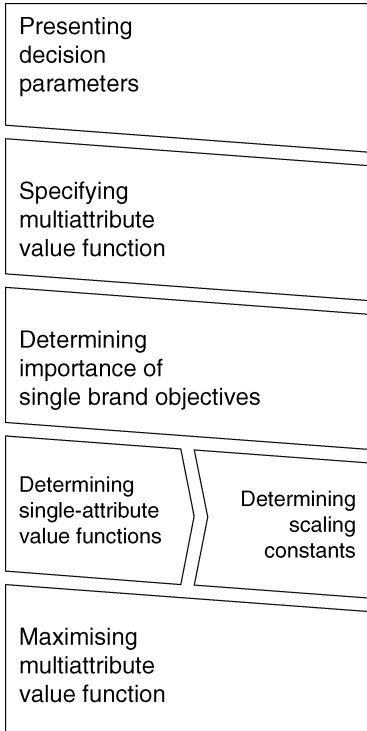 Presenting
decision
parameters
Specifying
multiattribute
value function
Determining
importance of
single brand objectives
Determining
single-attribute
value functions
Determining
scaling
constants
Maximising
multiattribute
value function